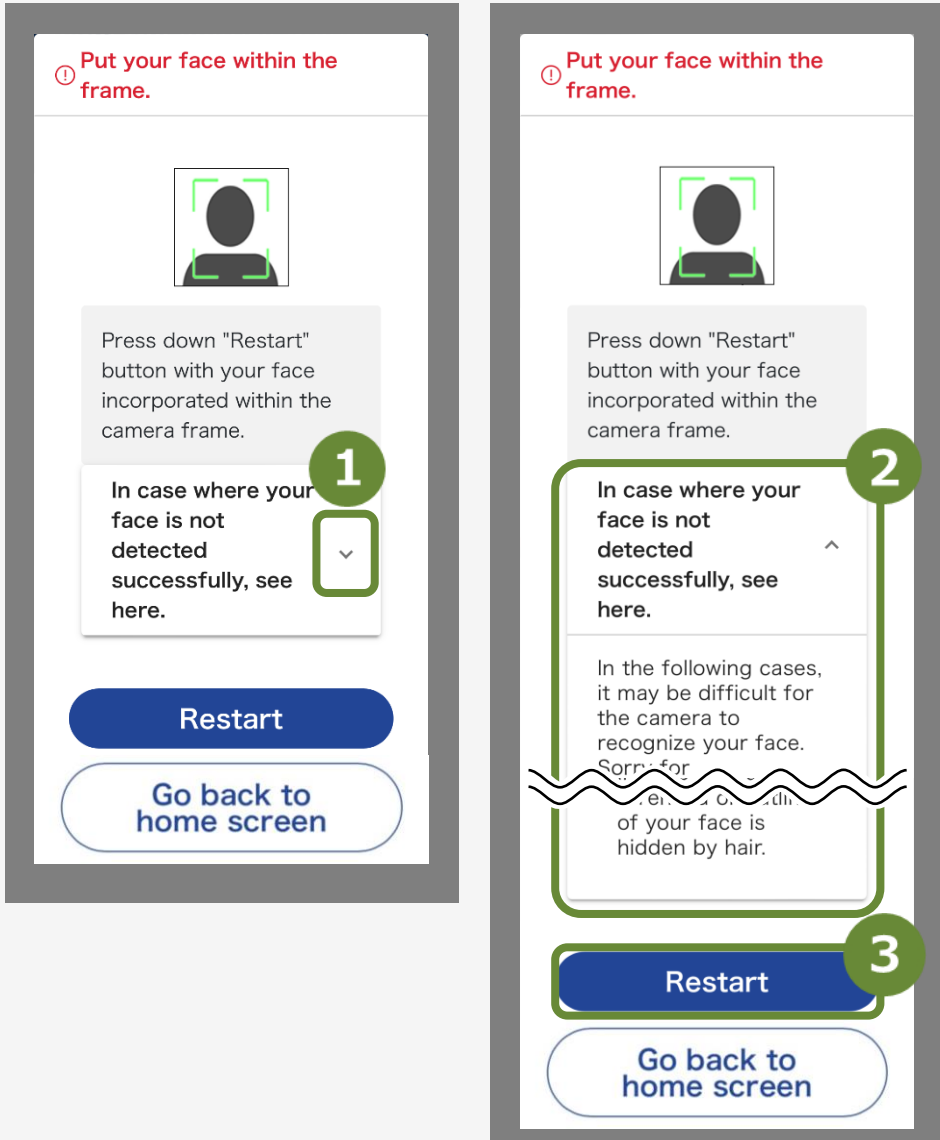 Put your face within the
frame.
Press down "Restart"
button with your face
incorporated within the
camera frame.
1
In case where your
face is not
detected
successfully, see
here.
Restart
Go back to
home screen
Put your face within the
frame.
Press down "Restart"
button with your face
incorporated within the
camera frame.
2
In case where your
face is not
detected
successfully, see
here.
In the following cases,
it may be difficult for
the camera to
recognize your face.
Sorry for
of your face is
hidden by hair.
3
Restart
Go back to
home screen